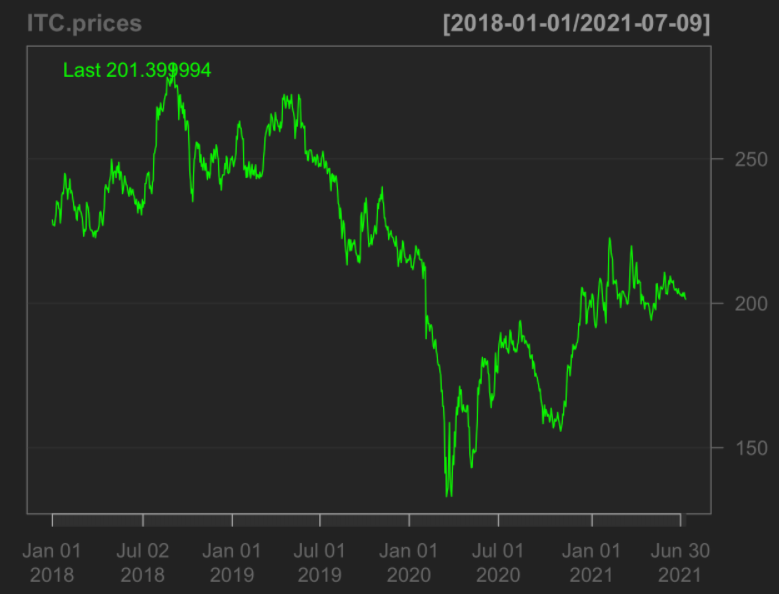 ITC.prices [2018-01-01/2021-07-09]
Last 201.399994
250
200
150
Jan 01 Jul 02 Jan 01 Jul 01 Jan 01 Jul 01 Jan 01 Jun 30
2018 2018 2019 2019 2020 2020 2021 2021